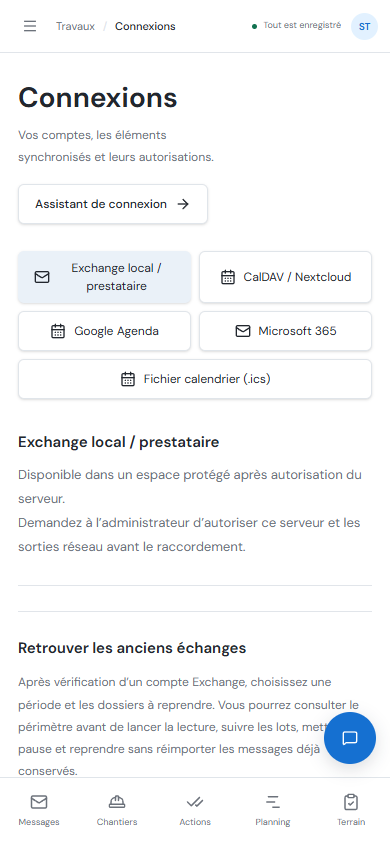 Travaux / Connexions
Tout est enregistré
ST
Connexions
Vos comptes, les éléments
synchronisés et leurs autorisations.
Assistant de connexion
Exchange local /
prestataire
CalDAV / Nextcloud
Google Agenda
Microsoft 365
Fichier calendrier (.ics)
Exchange local / prestataire
Disponible dans un espace protégé après autorisation du
serveur.
Demandez à l’administrateur d’autoriser ce serveur et les
sorties réseau avant le raccordement.
Retrouver les anciens échanges
Après vérification d’un compte Exchange, choisissez une
période et les dossiers à reprendre. Vous pourrez consulter le
périmètre avant de lancer la lecture, suivre les lots,
pause et reprendre sans réimporter les messages déjà
conservés.
Messages
Chantiers
Actions
Planning
Terrain